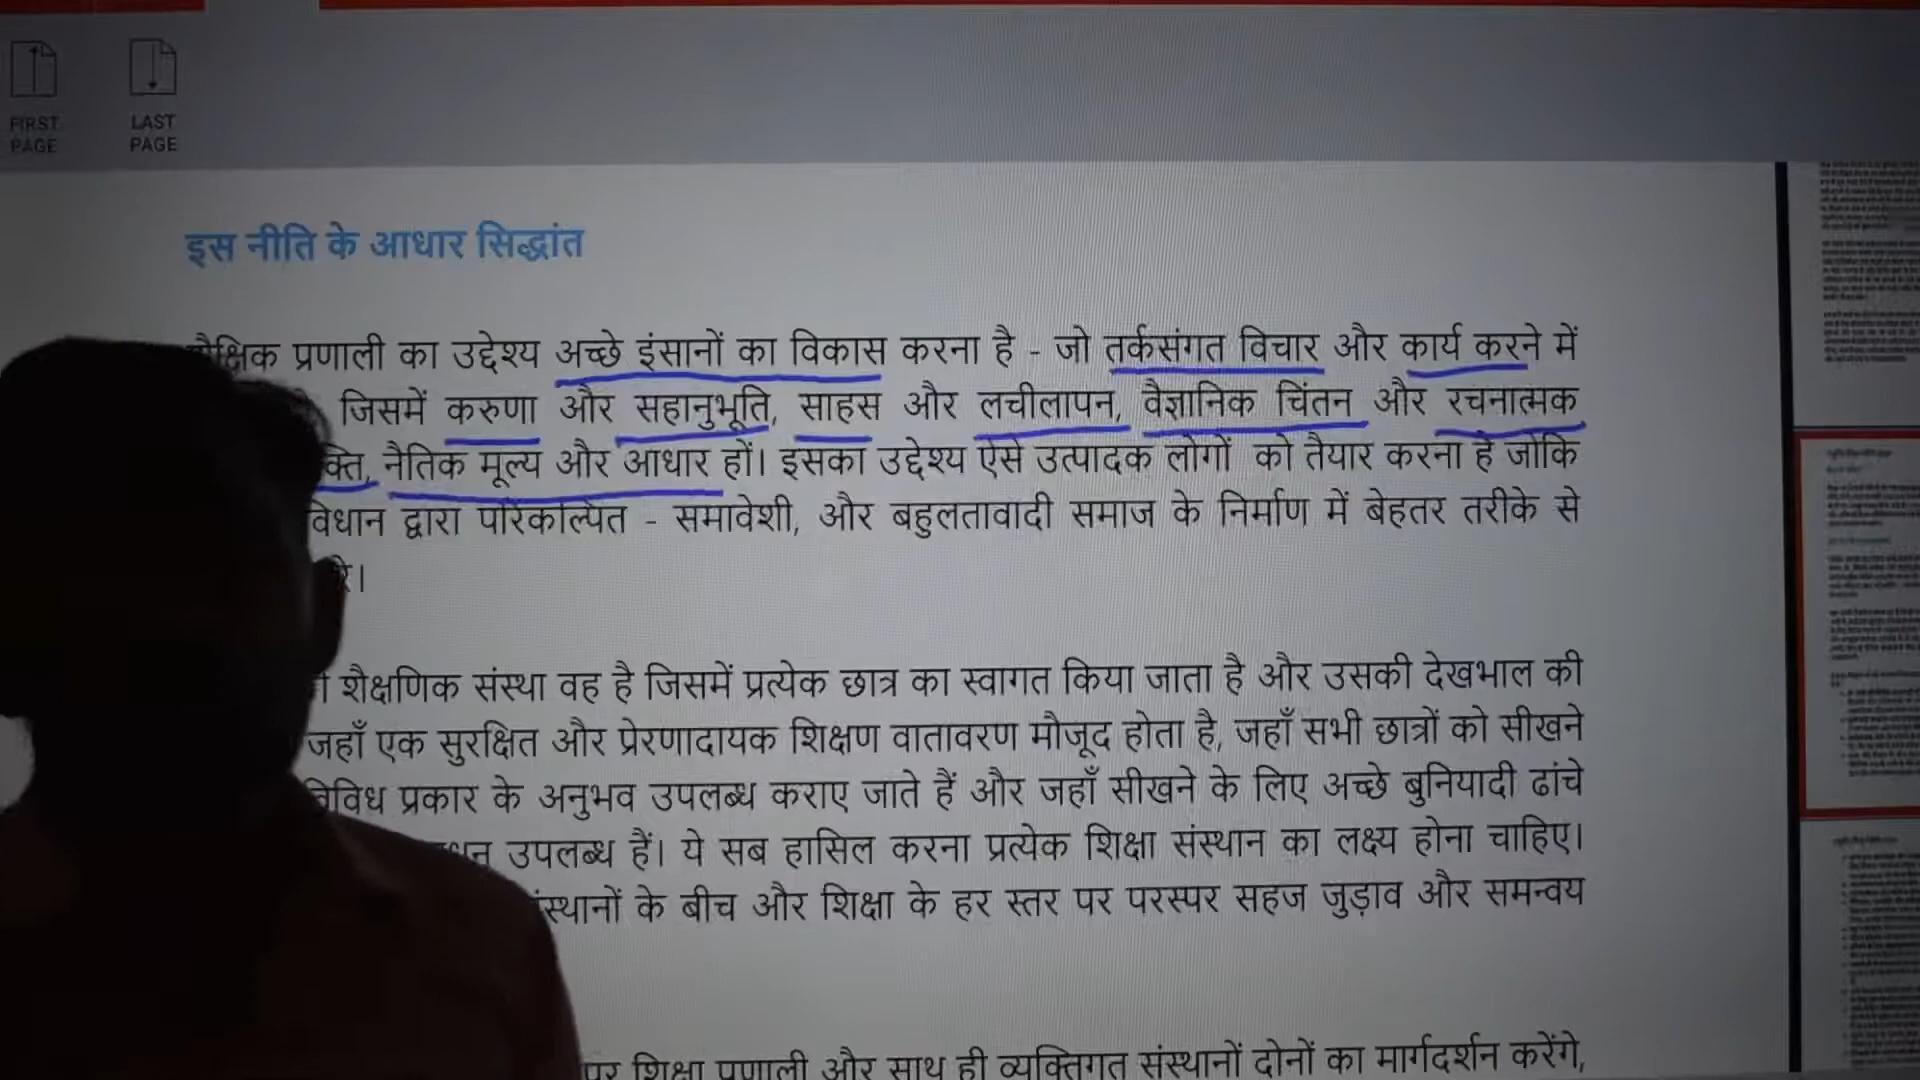 FIRST PAGE
LAST PAGE
इस नीति के आधार सिद्धांत
प्रणाली का उद्देश्य अच्छे इंसानों का विकास करना है - जो तर्कसंगत विचार और कार्य करने में
जिसमें करुणा और सहानुभूति, साहस और लचीलापन, वैज्ञानिक चिंतन और रचनात्मक
नैतिक मूल्य और आधार हों। इसका उद्देश्य ऐसे उत्पादक लोगों को तैयार करना है जोकि
द्वारा परिकल्पित - समावेशी, और बहुलतावादी समाज के निर्माण में बेहतर तरीके से
शैक्षणिक संस्था वह है जिसमें प्रत्येक छात्र का स्वागत किया जाता है और उसकी देखभाल की
जहाँ एक सुरक्षित और प्रेरणादायक शिक्षण वातावरण मौजूद होता है, जहाँ सभी छात्रों को सीखने
विविध प्रकार के अनुभव उपलब्ध कराए जाते हैं और जहाँ सीखने के लिए अच्छे बुनियादी ढांचे
उपलब्ध हैं। ये सब हासिल करना प्रत्येक शिक्षा संस्थान का लक्ष्य होना चाहिए।
के बीच और शिक्षा के हर स्तर पर परस्पर सहज जुड़ाव और समन्वय
पर शिक्षा प्रणाली और साथ ही व्यक्तिगत संस्थानों दोनों का मार्गदर्शन करेंगे,